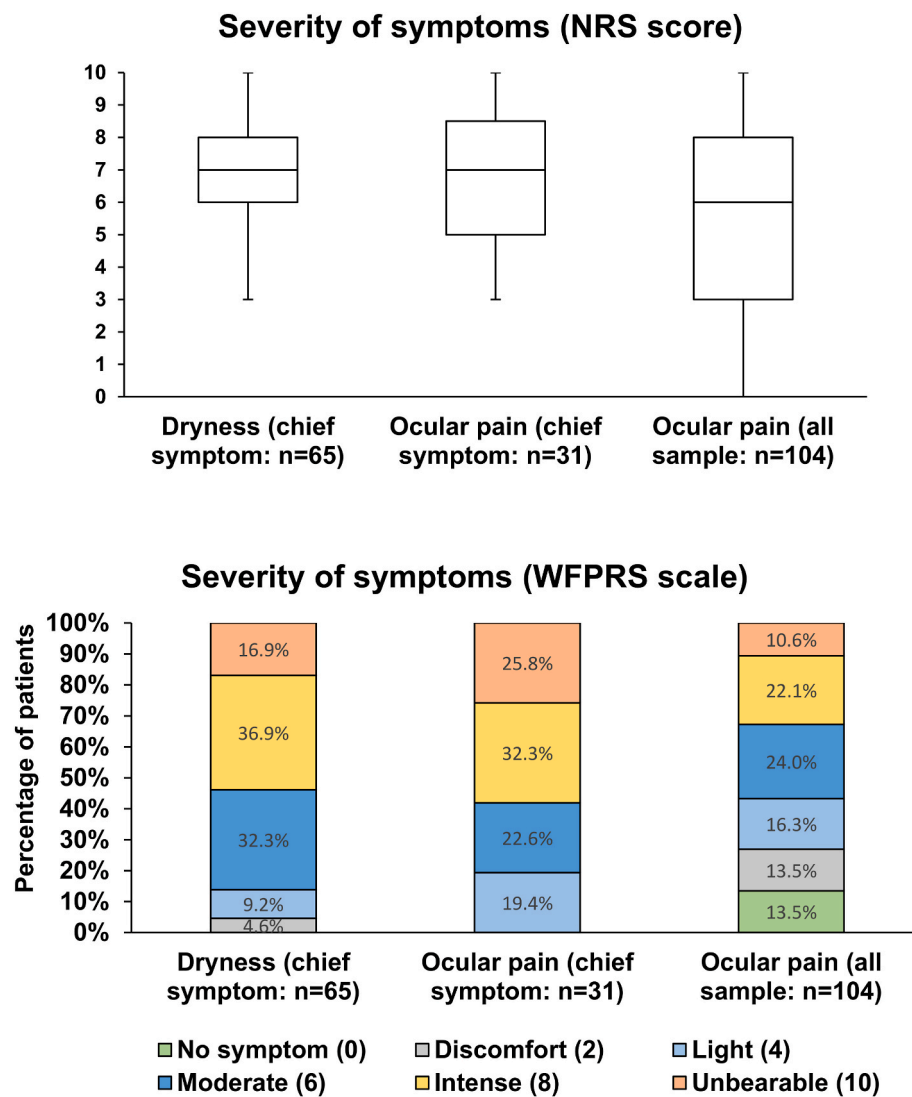 Severity of symptoms (NRS score)
10
9
8
7
6
5
4
3
2
1
0
Dryness (chief symptom: n=65)
Ocular pain (chief symptom: n=31)
Ocular pain (all sample: n=104)
Severity of symptoms (WFPRS scale)
Percentage of patients
100%
90%
80%
70%
60%
50%
40%
30%
20%
10%
0%
16.9%
36.9%
32.3%
9.2%
4.6%
25.8%
32.3%
22.6%
19.4%
10.6%
22.1%
24.0%
16.3%
13.5%
13.5%
Dryness (chief symptom: n=65)
Ocular pain (chief symptom: n=31)
Ocular pain (all sample: n=104)
No symptom (0)
Discomfort (2)
Light (4)
Moderate (6)
Intense (8)
Unbearable (10)